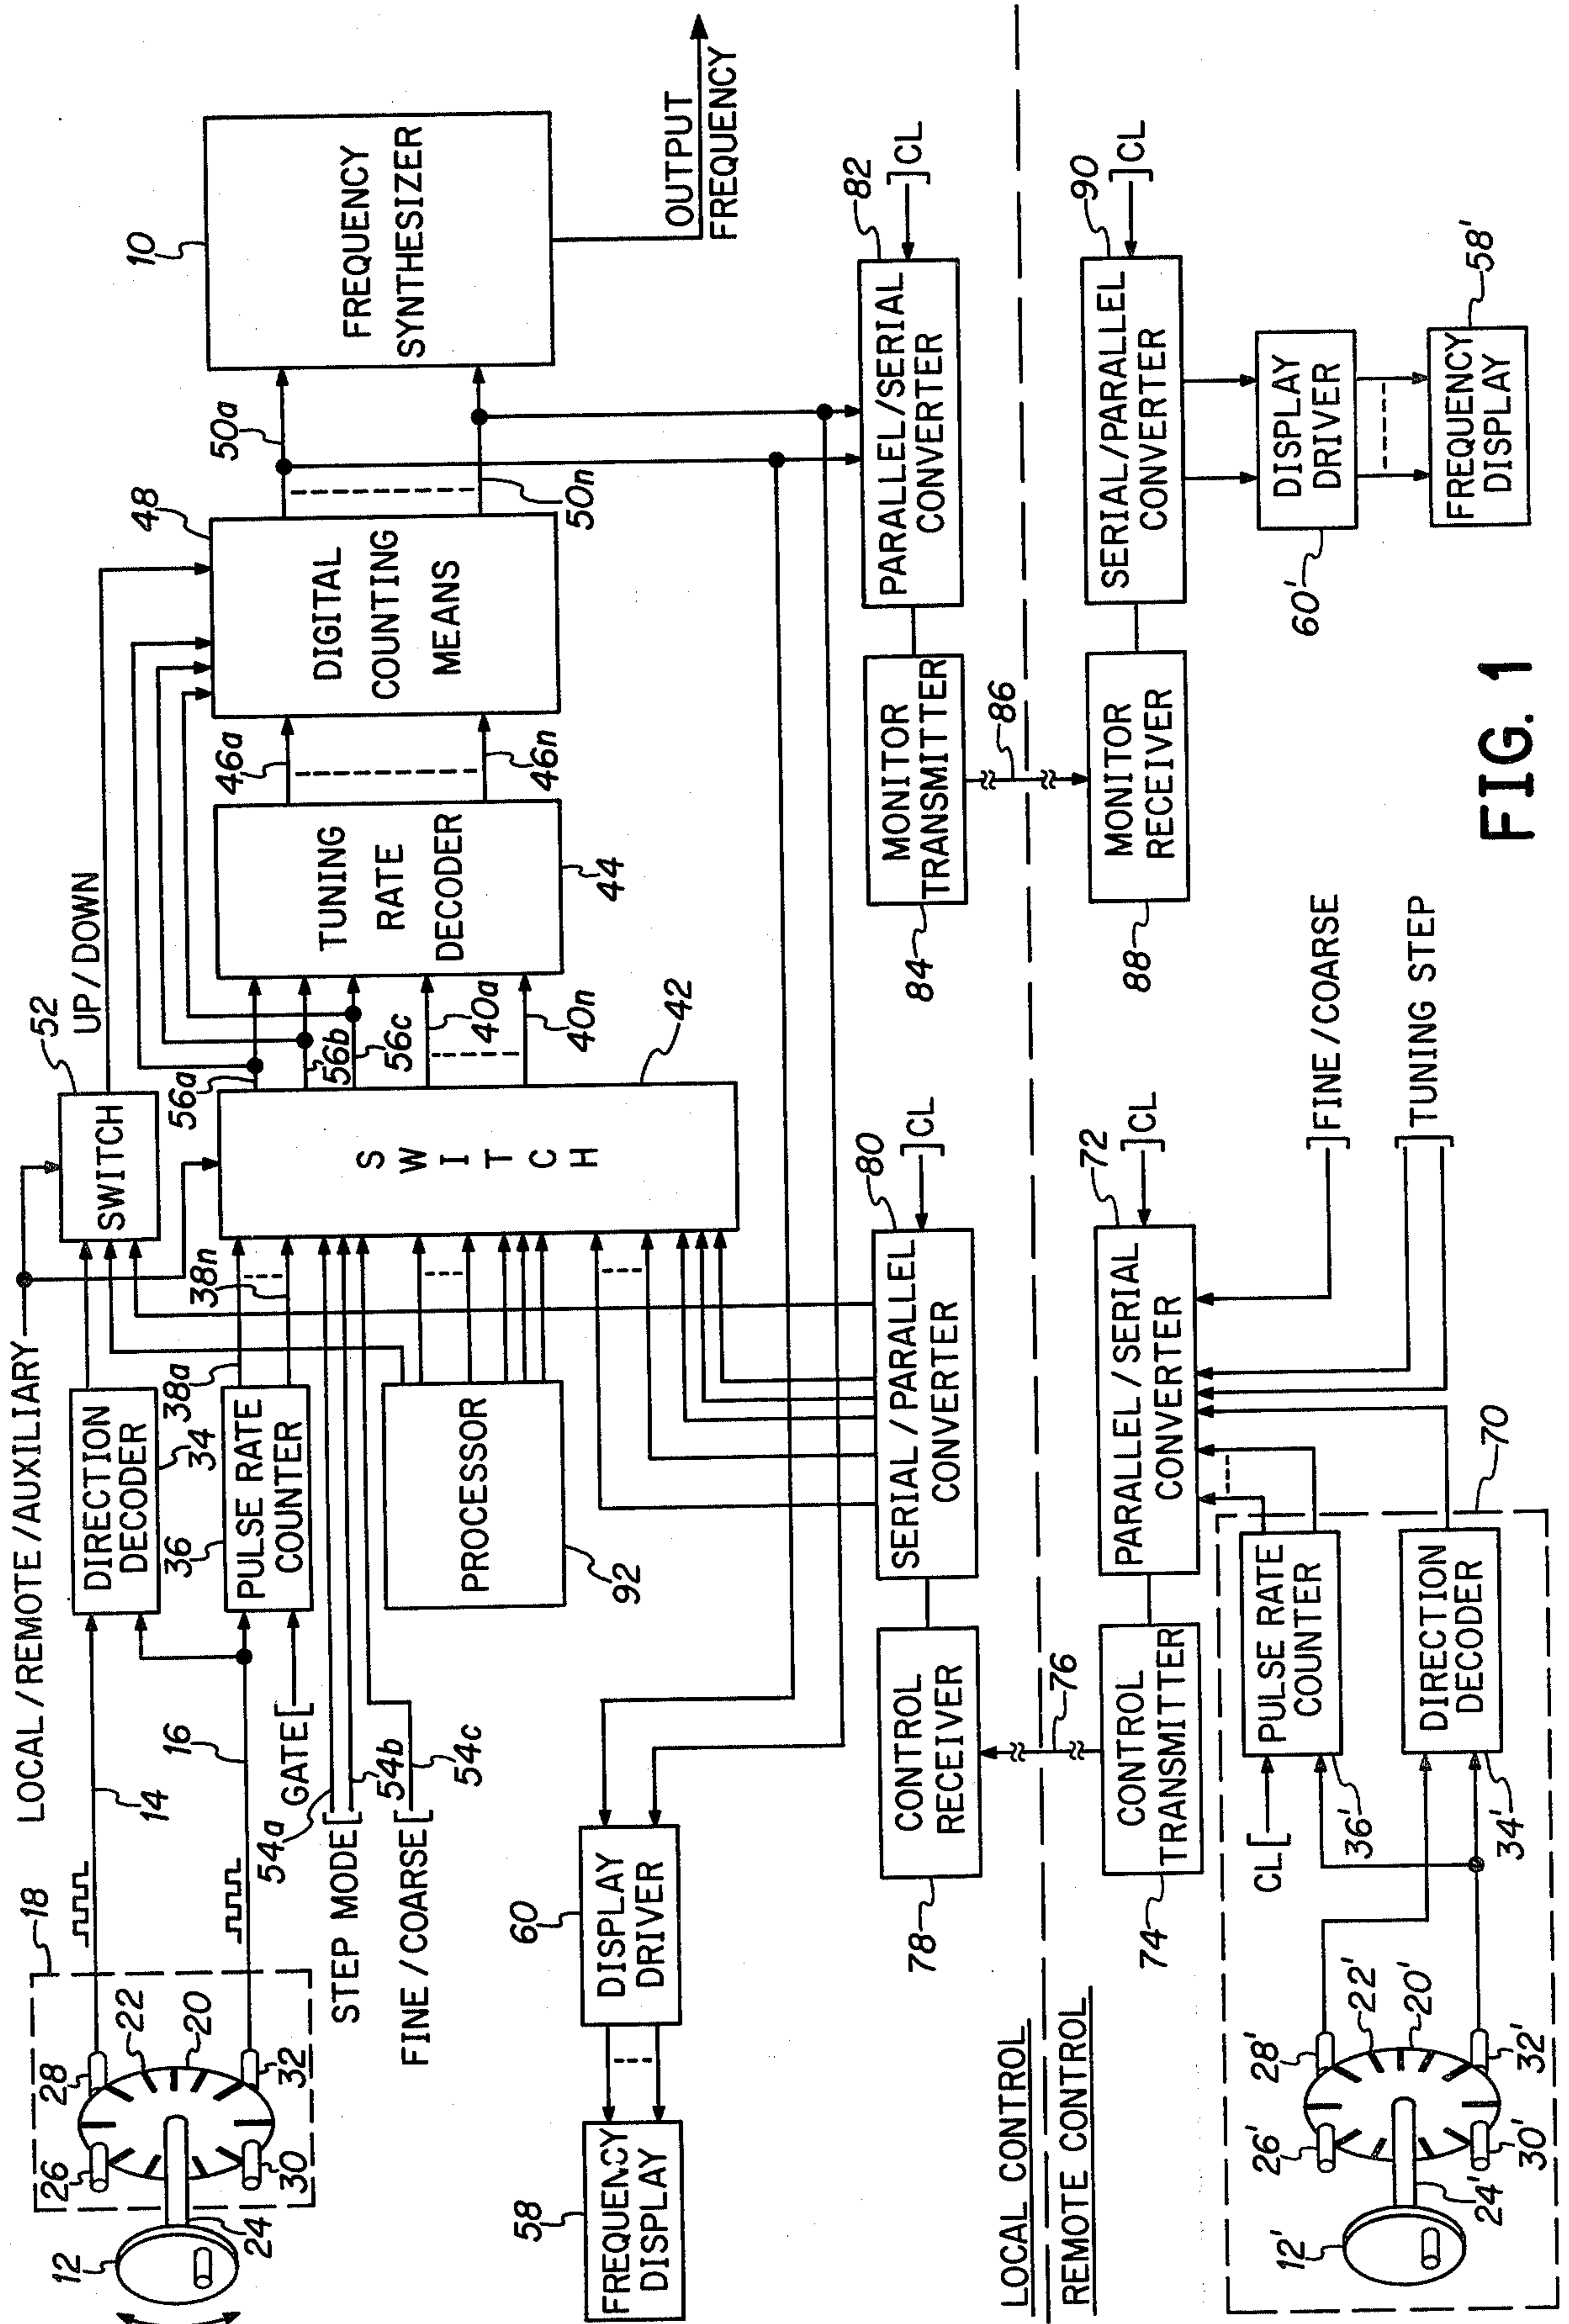 LOCAL / REMOTE / AUXILIARY
18
14
16
12
24
26
28
22
20
30
32
DIRECTION
DECODER
34
36
PULSE RATE
COUNTER
GATE
38a
38n
52
SWITCH
UP / DOWN
54a
STEP MODE
54b
FINE / COARSE
54c
PROCESSOR
92
SWITCH
42
56a
56b
56c
40a
40n
TUNING
RATE
DECODER
44
46a
46n
48
DIGITAL
COUNTING
MEANS
50a
50n
10
FREQUENCY
SYNTHESIZER
OUTPUT
FREQUENCY
58
FREQUENCY
DISPLAY
60
DISPLAY
DRIVER
78
CONTROL
RECEIVER
80
SERIAL / PARALLEL
CONVERTER
CL
84
MONITOR
TRANSMITTER
82
PARALLEL/SERIAL
CONVERTER
CL
LOCAL CONTROL
REMOTE CONTROL
76
86
74
CONTROL
TRANSMITTER
72
PARALLEL/SERIAL
CONVERTER
CL
88
MONITOR
RECEIVER
90
SERIAL/PARALLEL
CONVERTER
CL
60'
DISPLAY
DRIVER
FREQUENCY
DISPLAY
58'
12'
24'
26'
28'
22'
20'
30'
32'
CL
36'
PULSE RATE
COUNTER
34'
DIRECTION
DECODER
70
FINE / COARSE
TUNING STEP
FIG. 1